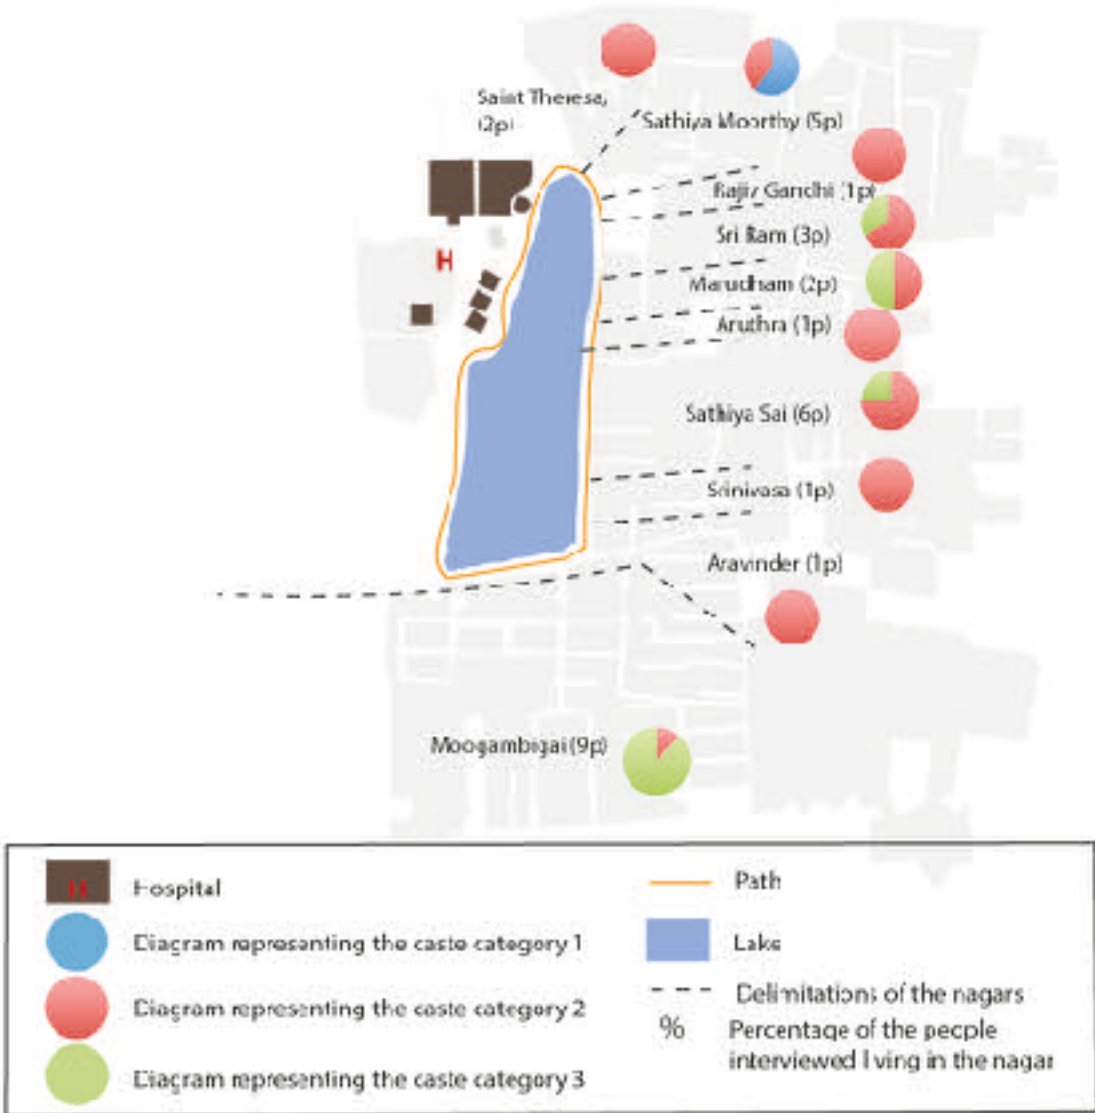 Saint Theresa,
(2p)
Sathiya Moorthy (5p)
Rajiv Gandhi (1p)
Sri Ram (3p)
Marudham (2p)
Aruthra (1p)
Sathiya Sai (6p)
Srinivasa (1p)
Aravinder (1p)
Moogambigai (9p)
H
H
Hospital
Diagram representing the caste category 1
Diagram representing the caste category 2
Diagram representing the caste category 3
Path
Lake
Delimitations of the nagars
% Percentage of the people
interviewed living in the nagar